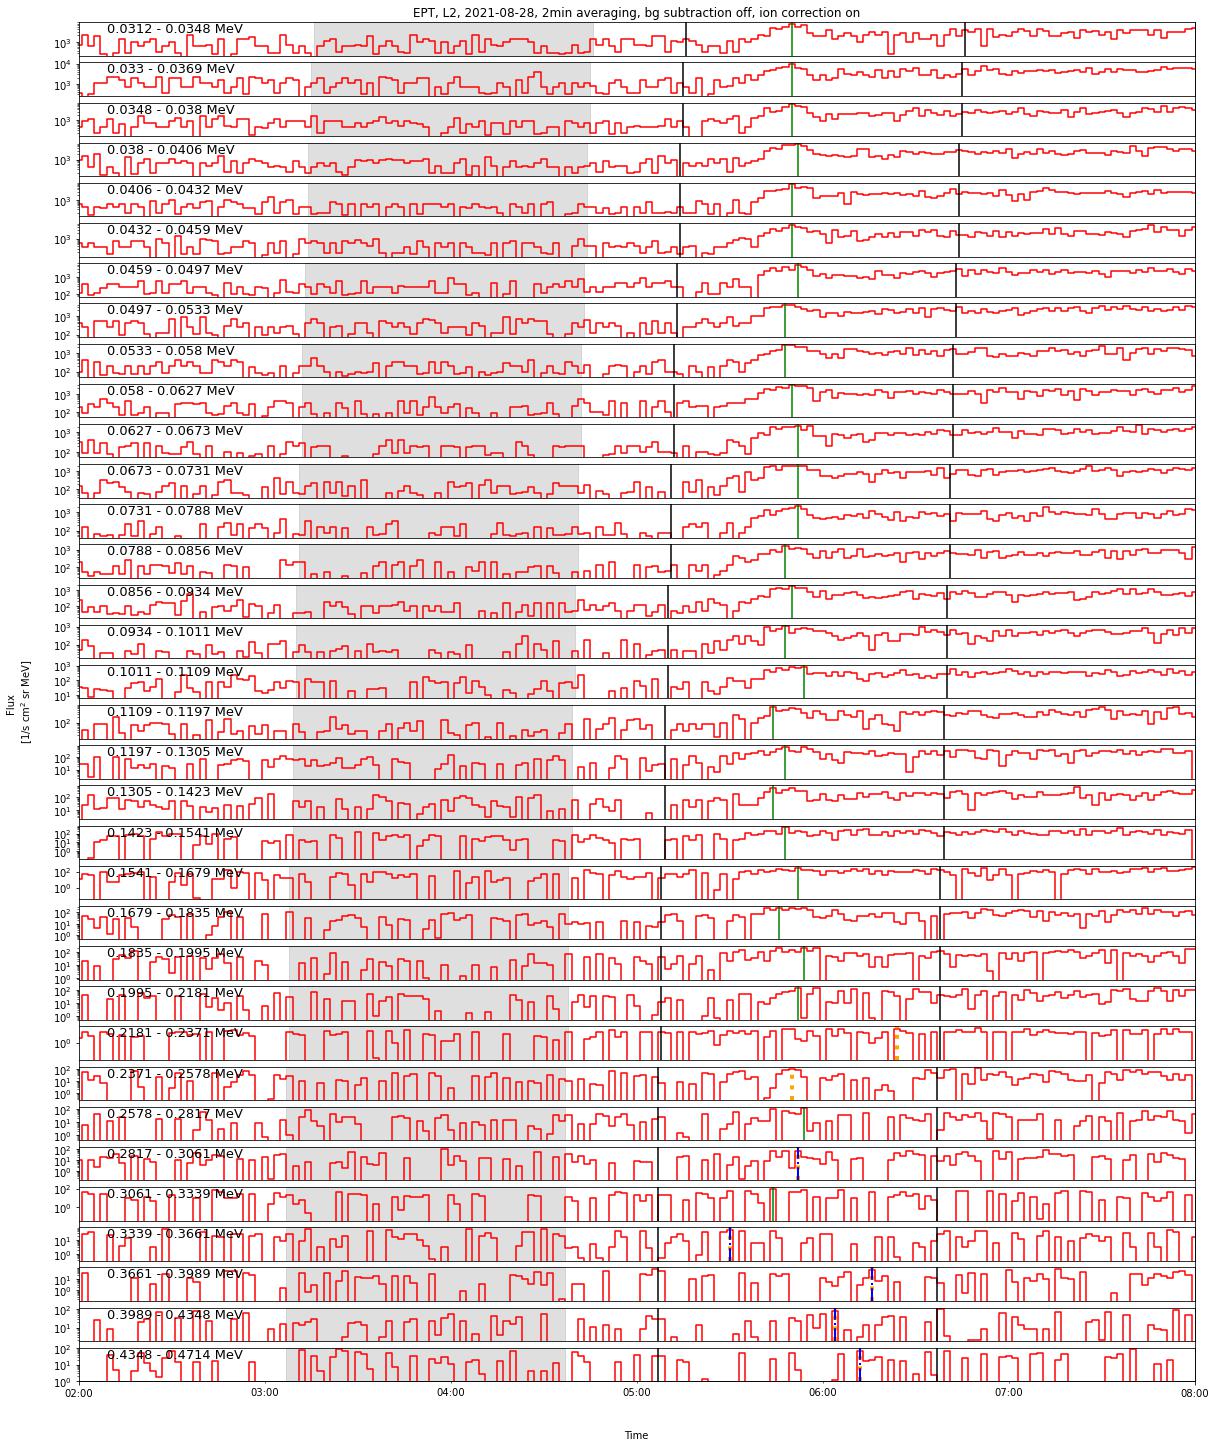 EPT, L2, 2021-08-28, 2min averaging, bg subtraction off, ion correction on
0.0312 - 0.0348 MeV
10³
0.033 - 0.0369 MeV
10⁴
10³
0.0348 - 0.038 MeV
10³
0.038 - 0.0406 MeV
10³
0.0406 - 0.0432 MeV
10³
0.0432 - 0.0459 MeV
10³
0.0459 - 0.0497 MeV
10³
10²
0.0497 - 0.0533 MeV
10³
10²
0.0533 - 0.058 MeV
10³
10²
0.058 - 0.0627 MeV
10³
10²
0.0627 - 0.0673 MeV
10³
10²
0.0673 - 0.0731 MeV
10³
10²
0.0731 - 0.0788 MeV
10³
10²
0.0788 - 0.0856 MeV
10³
10²
0.0856 - 0.0934 MeV
10³
10²
0.0934 - 0.1011 MeV
10³
10²
0.1011 - 0.1109 MeV
10³
10²
10¹
0.1109 - 0.1197 MeV
10²
0.1197 - 0.1305 MeV
10²
10¹
0.1305 - 0.1423 MeV
10²
10¹
0.1423 - 0.1541 MeV
10²
10¹
10⁰
0.1541 - 0.1679 MeV
10²
10⁰
0.1679 - 0.1835 MeV
10²
10¹
10⁰
0.1835 - 0.1995 MeV
10²
10¹
10⁰
0.1995 - 0.2181 MeV
10²
10¹
10⁰
0.2181 - 0.2371 MeV
10⁰
0.2371 - 0.2578 MeV
10²
10¹
10⁰
0.2578 - 0.2817 MeV
10²
10¹
10⁰
0.2817 - 0.3061 MeV
10²
10¹
10⁰
0.3061 - 0.3339 MeV
10²
10⁰
0.3339 - 0.3661 MeV
10¹
10⁰
0.3661 - 0.3989 MeV
10¹
10⁰
0.3989 - 0.4348 MeV
10²
10¹
0.4348 - 0.4714 MeV
10²
10¹
10⁰
Flux
[1/s cm² sr MeV]
02:00 03:00 04:00 05:00 06:00 07:00 08:00
Time